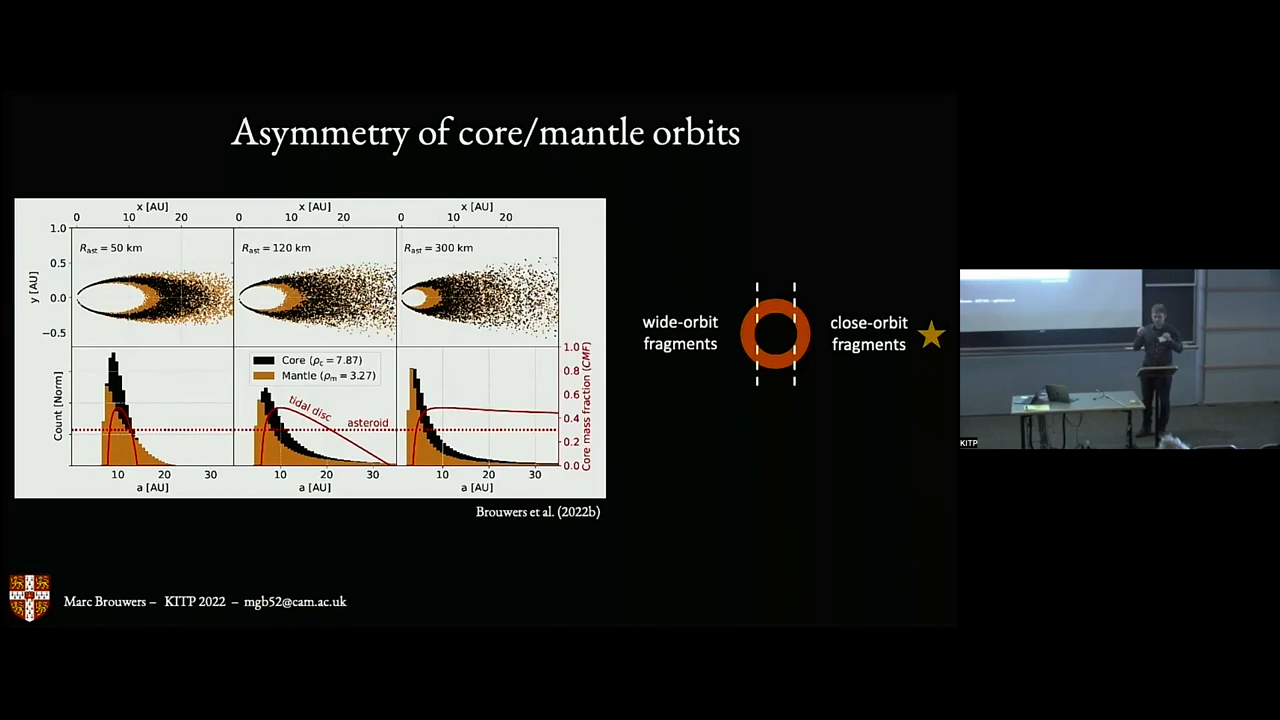 Asymmetry of core/mantle orbits
x [AU] x [AU] x [AU]
0 10 20 0 10 20 0 10 20
1.0
0.5
0.0
−0.5
y [AU]
R_ast = 50 km
R_ast = 120 km
R_ast = 300 km
Core (ρ_c = 7.87)
Mantle (ρ_m = 3.27)
tidal disc
asteroid
Count [Norm]
1.0
0.8
0.6
0.4
0.2
0.0
Core mass fraction (CMF)
10 20 30 10 20 30 10 20 30
a [AU] a [AU] a [AU]
Brouwers et al. (2022b)
wide-orbit
fragments
close-orbit
fragments
Marc Brouwers – KITP 2022 – mgb52@cam.ac.uk
KITP